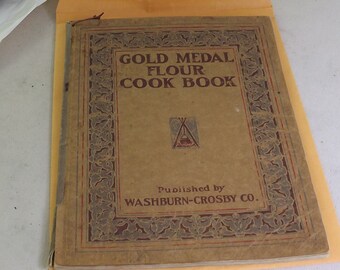 GOLD MEDAL
FLOUR
COOK BOOK
Published by
WASHBURN-CROSBY CO.